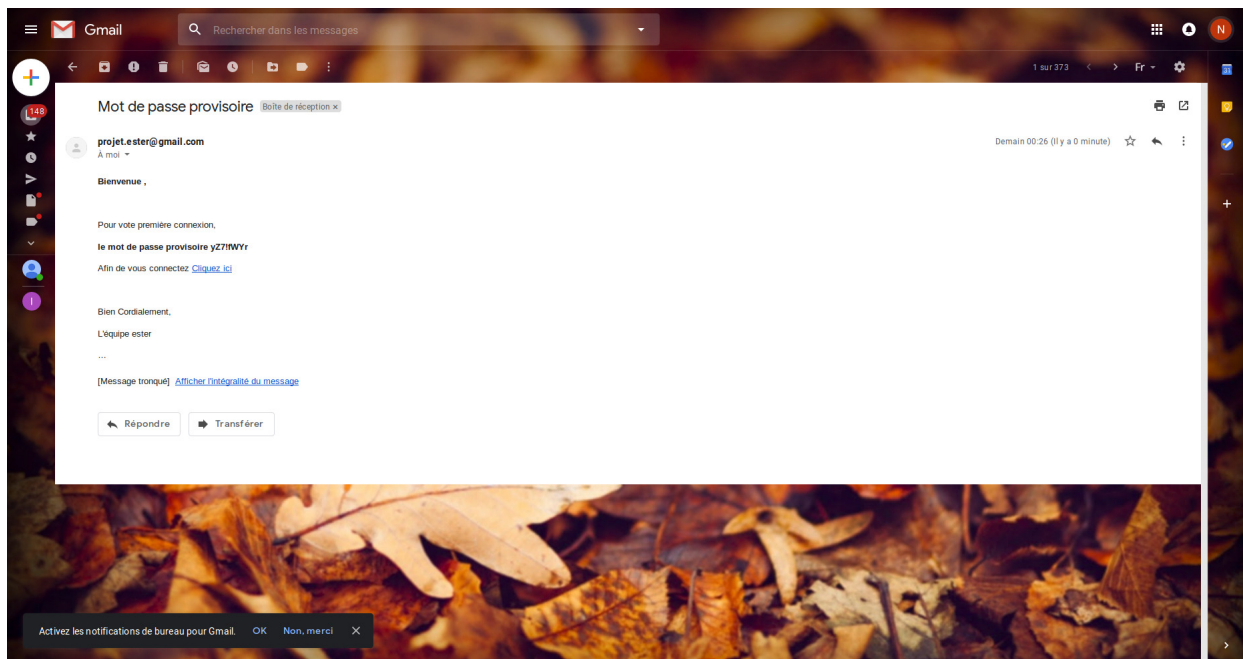 Gmail
Rechercher dans les messages
N
1 sur 373
Fr
31
148
Mot de passe provisoire Boîte de réception x
projet.ester@gmail.com
Demain 00:26 (Il y a 0 minute)
À moi
Bienvenue ,
Pour vote première connexion,
le mot de passe provisoire yZ7!fWYr
Afin de vous connectez Cliquez ici
I
Bien Cordialement,
L'équipe ester
...
[Message tronqué] Afficher l'intégralité du message
Répondre
Transférer
Activez les notifications de bureau pour Gmail. OK Non, merci